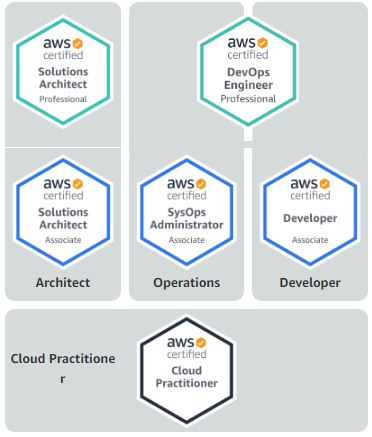 aws
certified
Solutions
Architect
Professional
aws
certified
DevOps
Engineer
Professional
aws
certified
Solutions
Architect
Associate
aws
certified
SysOps
Administrator
Associate
aws
certified
Developer
Associate
Architect
Operations
Developer
Cloud Practitione
r
aws
certified
Cloud
Practitioner